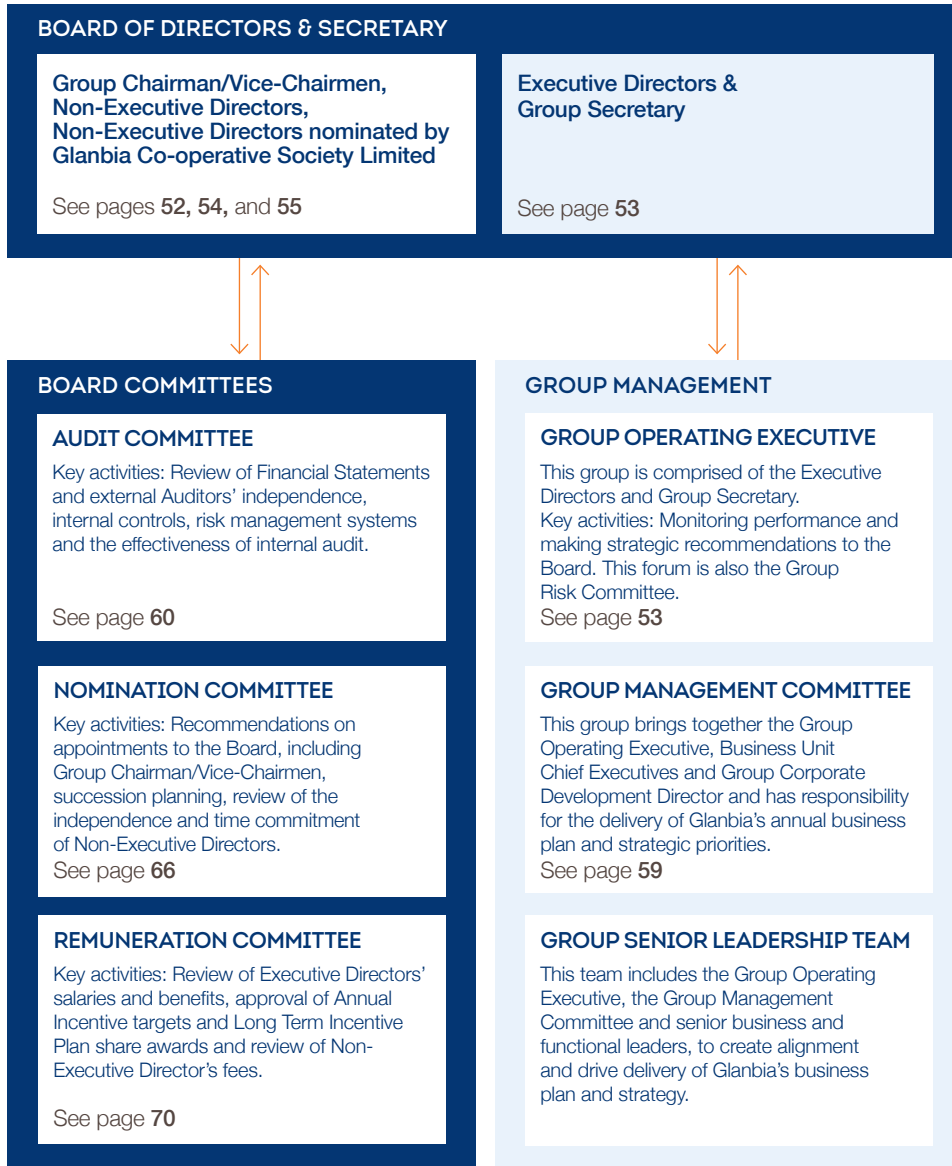 BOARD OF DIRECTORS & SECRETARY
Group Chairman/Vice-Chairmen,
Non-Executive Directors,
Non-Executive Directors nominated by
Glanbia Co-operative Society Limited
See pages 52, 54, and 55
Executive Directors &
Group Secretary
See page 53
BOARD COMMITTEES
AUDIT COMMITTEE
Key activities: Review of Financial Statements
and external Auditors’ independence,
internal controls, risk management systems
and the effectiveness of internal audit.
See page 60
NOMINATION COMMITTEE
Key activities: Recommendations on
appointments to the Board, including
Group Chairman/Vice-Chairmen,
succession planning, review of the
independence and time commitment
of Non-Executive Directors.
See page 66
REMUNERATION COMMITTEE
Key activities: Review of Executive Directors’
salaries and benefits, approval of Annual
Incentive targets and Long Term Incentive
Plan share awards and review of Non-
Executive Director’s fees.
See page 70
GROUP MANAGEMENT
GROUP OPERATING EXECUTIVE
This group is comprised of the Executive
Directors and Group Secretary.
Key activities: Monitoring performance and
making strategic recommendations to the
Board. This forum is also the Group
Risk Committee.
See page 53
GROUP MANAGEMENT COMMITTEE
This group brings together the Group
Operating Executive, Business Unit
Chief Executives and Group Corporate
Development Director and has responsibility
for the delivery of Glanbia’s annual business
plan and strategic priorities.
See page 59
GROUP SENIOR LEADERSHIP TEAM
This team includes the Group Operating
Executive, the Group Management
Committee and senior business and
functional leaders, to create alignment
and drive delivery of Glanbia’s business
plan and strategy.